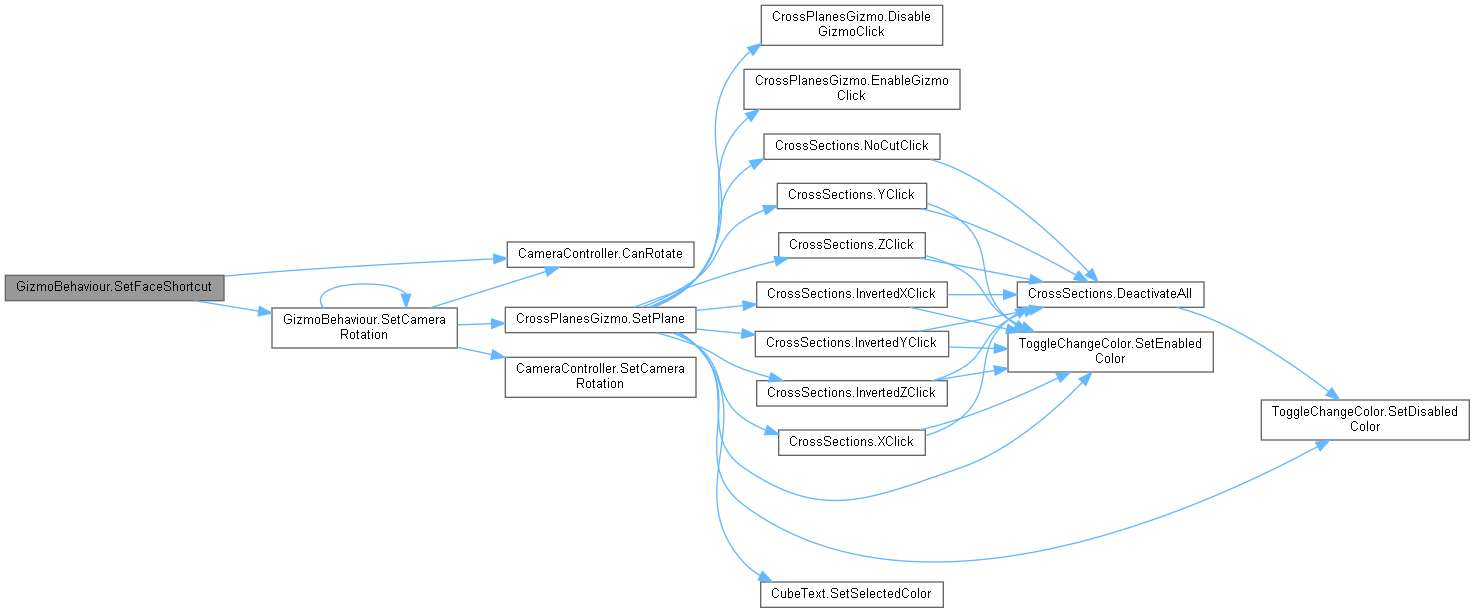 CrossPlanesGizmo.Disable
GizmoClick
CrossPlanesGizmo.EnableGizmo
Click
CrossSections.NoCutClick
CrossSections.YClick
CrossSections.ZClick
CameraController.CanRotate
GizmoBehaviour.SetFaceShortcut
CrossSections.InvertedXClick
CrossSections.DeactivateAll
GizmoBehaviour.SetCamera
Rotation
CrossPlanesGizmo.SetPlane
CrossSections.InvertedYClick
ToggleChangeColor.SetEnabled
Color
CameraController.SetCamera
Rotation
CrossSections.InvertedZClick
ToggleChangeColor.SetDisabled
Color
CrossSections.XClick
CubeText.SetSelectedColor